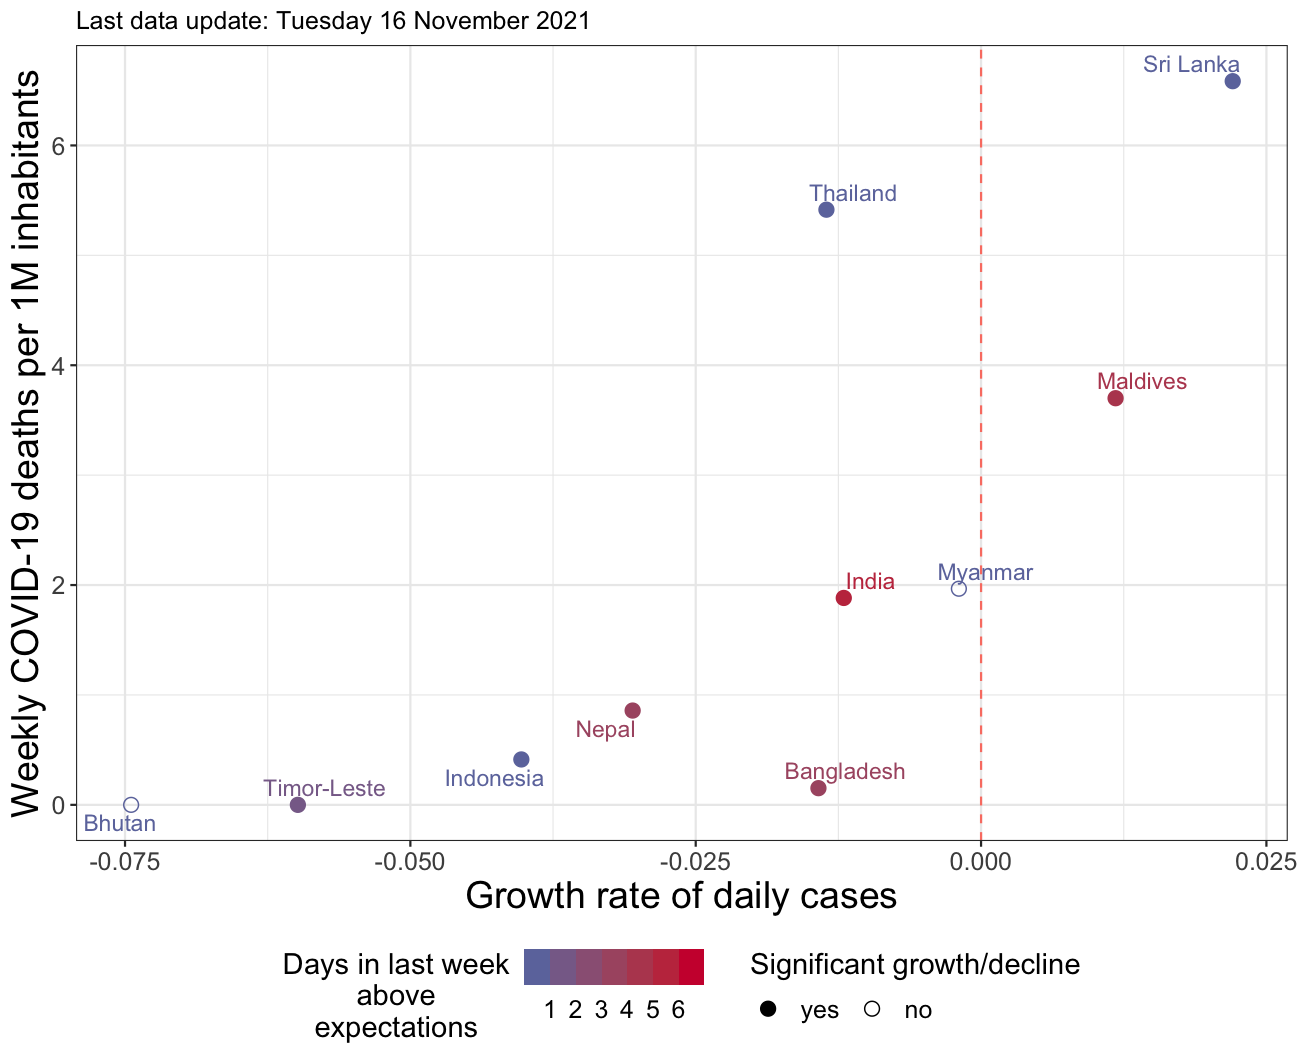 Last data update: Tuesday 16 November 2021
Weekly COVID-19 deaths per 1M inhabitants
6
4
2
0
Sri Lanka
Thailand
Maldives
Myanmar
India
Nepal
Indonesia
Bangladesh
Timor-Leste
Bhutan
-0.075 -0.050 -0.025 0.000 0.025
Growth rate of daily cases
Days in last week
above
expectations
1 2 3 4 5 6
Significant growth/decline
yes no